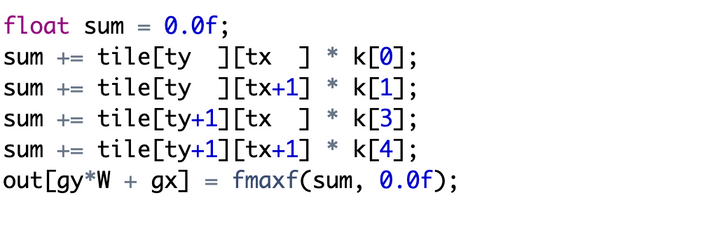 float sum = 0.0f;
sum += tile[ty  ][tx  ] * k[0];
sum += tile[ty  ][tx+1] * k[1];
sum += tile[ty+1][tx  ] * k[3];
sum += tile[ty+1][tx+1] * k[4];
out[gy*W + gx] = fmaxf(sum, 0.0f);